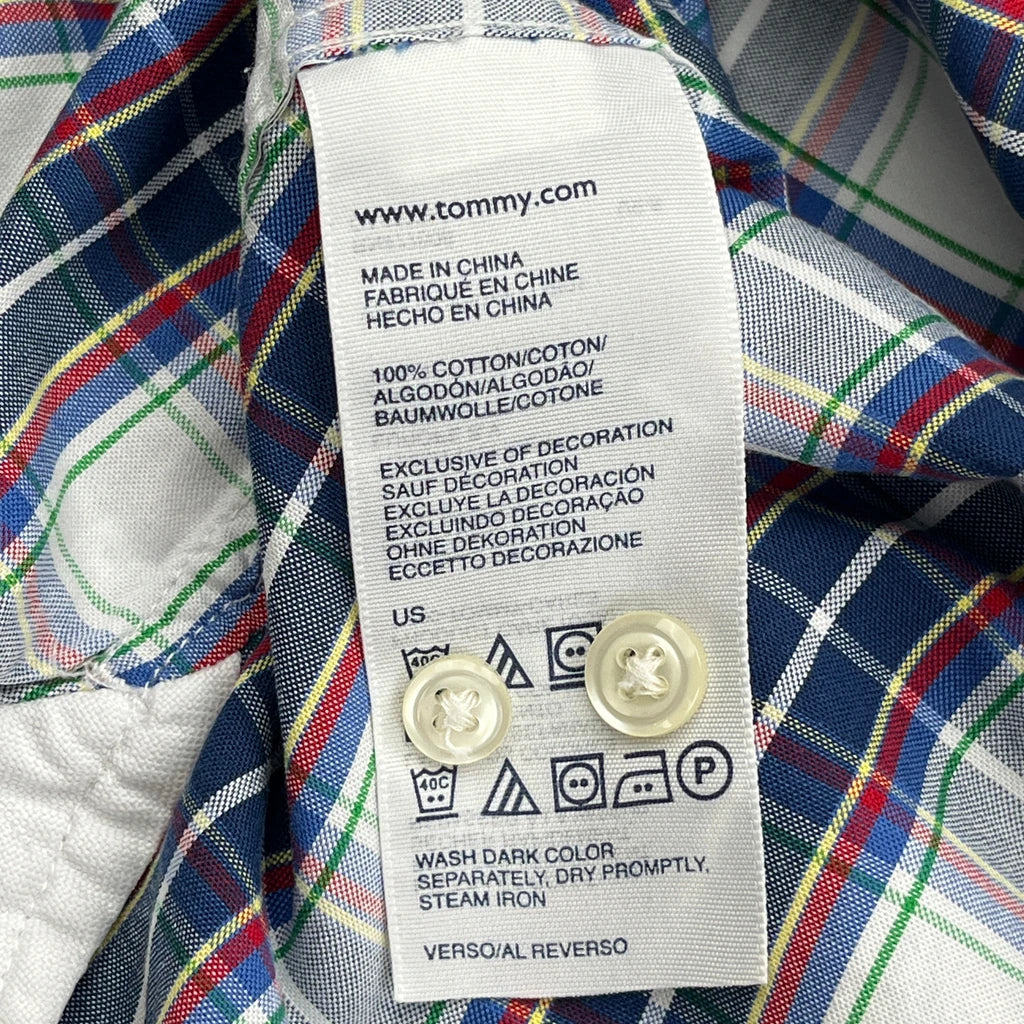 www.tommy.com
MADE IN CHINA
FABRIQUÉ EN CHINE
HECHO EN CHINA
100% COTTON/COTON/
ALGODÓN/ALGODÃO/
BAUMWOLLE/COTONE
EXCLUSIVE OF DECORATION
SAUF DÉCORATION
EXCLUYE LA DECORACIÓN
EXCLUINDO DECORAÇÃO
OHNE DEKORATION
ECCETTO DECORAZIONE
US
40C
40C P
WASH DARK COLOR
SEPARATELY, DRY PROMPTLY,
STEAM IRON
VERSO/AL REVERSO